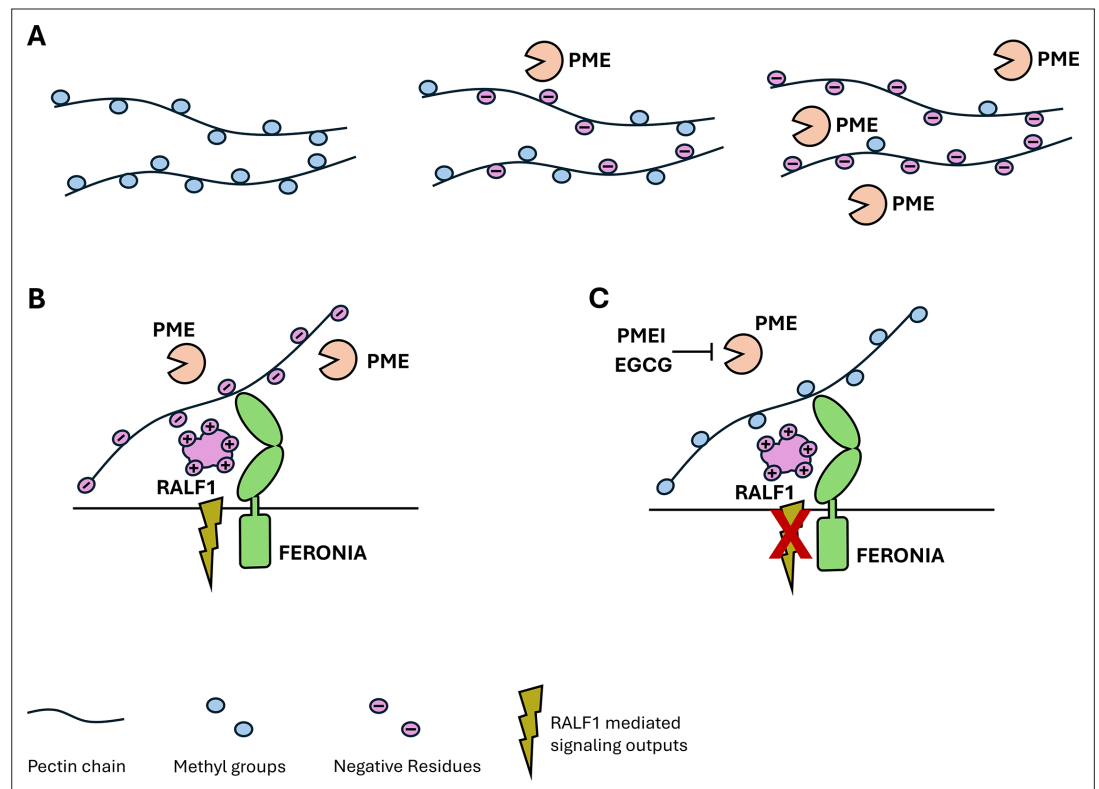 A
PME
PME
PME
PME
B
PME
PME
RALF1
FERONIA
C
PMEI
EGCG
PME
RALF1
FERONIA
Pectin chain
Methyl groups
Negative Residues
RALF1 mediated
signaling outputs